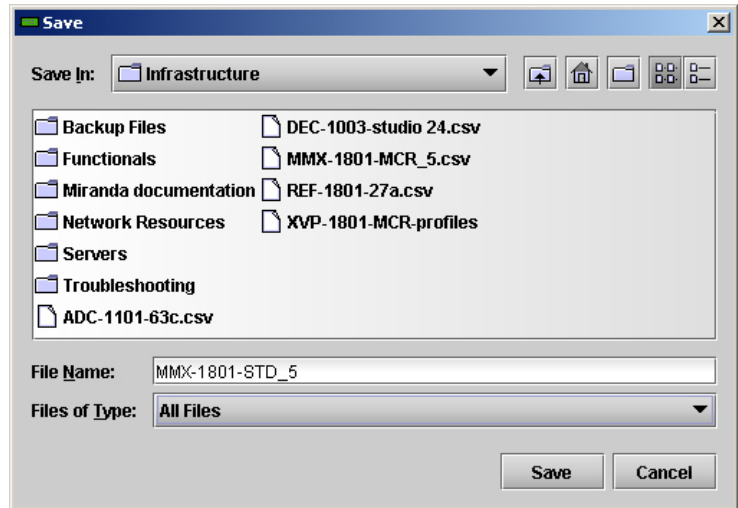 Save
Save In: Infrastructure
Backup Files
Functionals
Miranda documentation
Network Resources
Servers
Troubleshooting
ADC-1101-63c.csv
DEC-1003-studio 24.csv
MMX-1801-MCR_5.csv
REF-1801-27a.csv
XVP-1801-MCR-profiles
File Name: MMX-1801-STD_5
Files of Type: All Files
Save Cancel